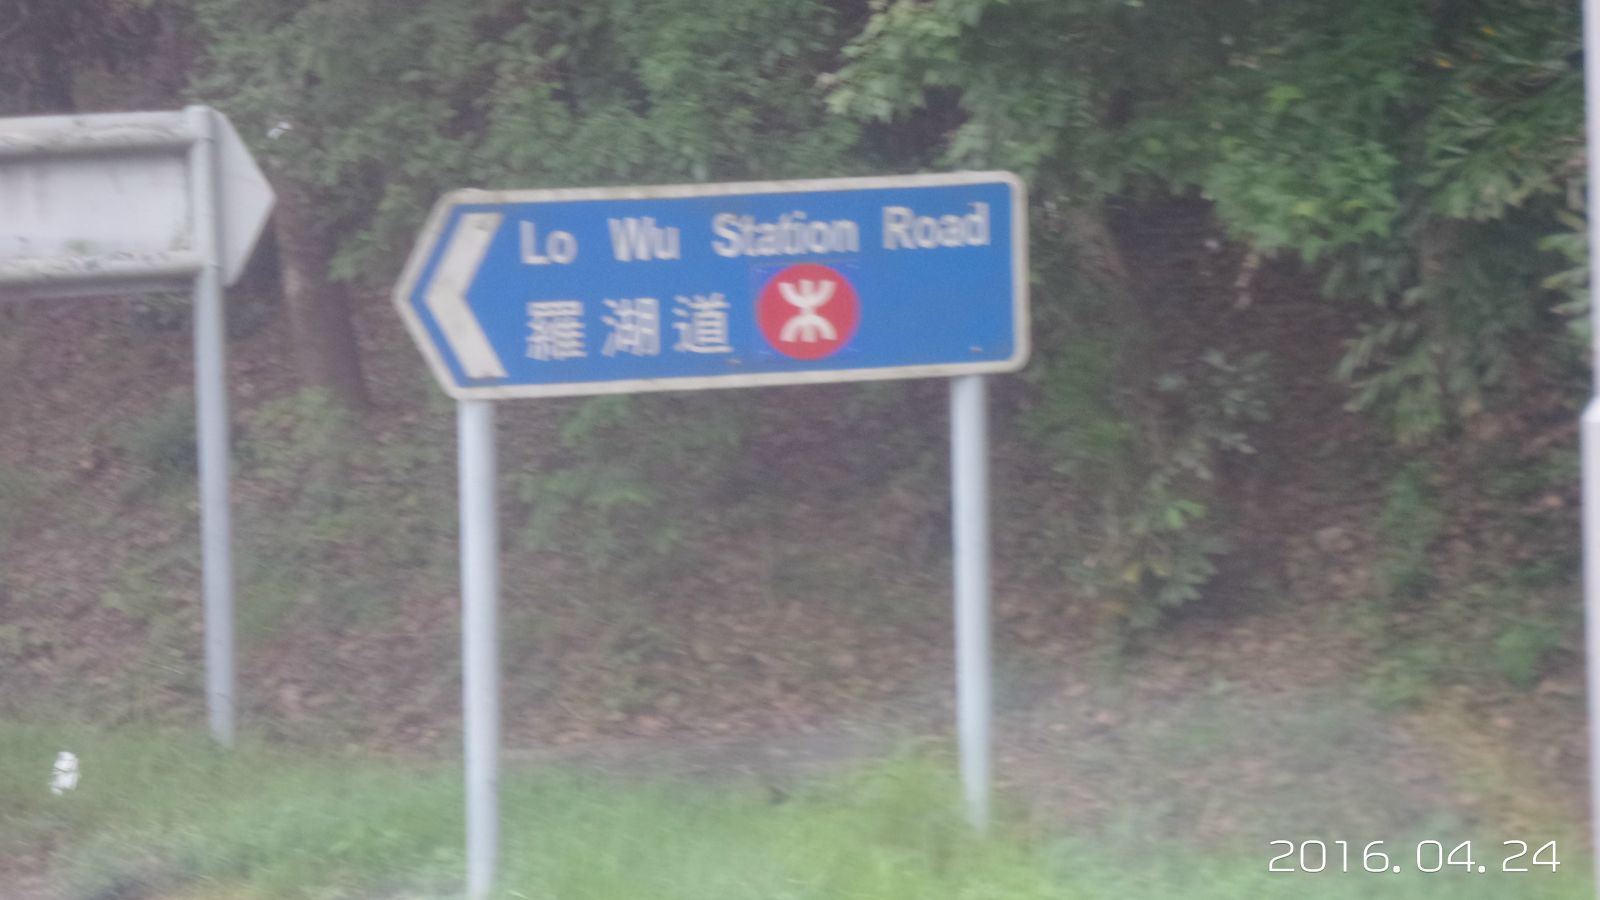 Lo Wu Station Road
羅湖道
2016.04.24